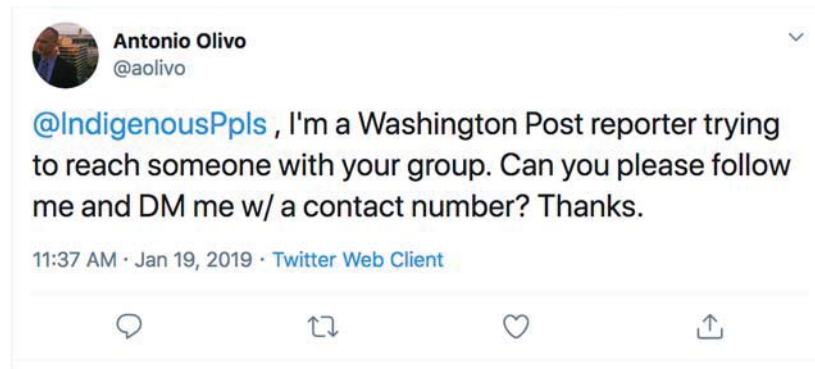 Antonio Olivo
@aolivo
@IndigenousPpls , I'm a Washington Post reporter trying
to reach someone with your group. Can you please follow
me and DM me w/ a contact number? Thanks.
11:37 AM · Jan 19, 2019 · Twitter Web Client